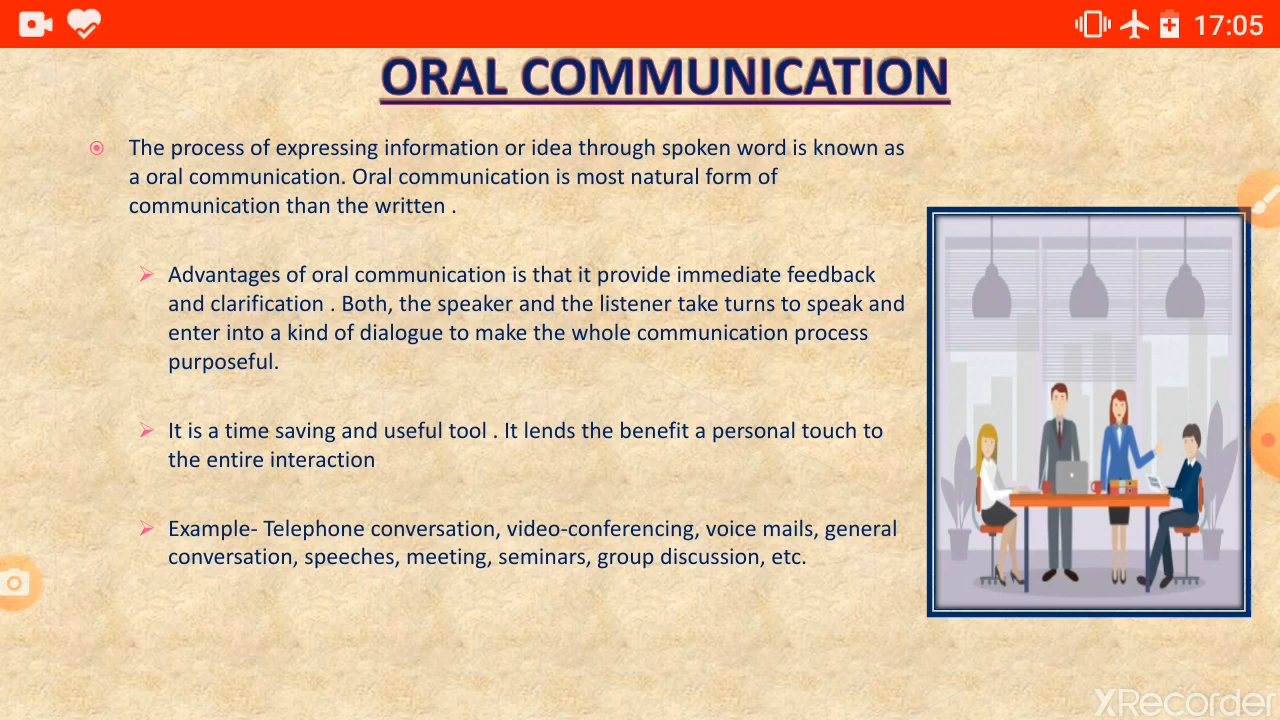 17:05
ORAL COMMUNICATION
The process of expressing information or idea through spoken word is known as
a oral communication. Oral communication is most natural form of
communication than the written .
Advantages of oral communication is that it provide immediate feedback
and clarification . Both, the speaker and the listener take turns to speak and
enter into a kind of dialogue to make the whole communication process
purposeful.
It is a time saving and useful tool . It lends the benefit a personal touch to
the entire interaction
Example- Telephone conversation, video-conferencing, voice mails, general
conversation, speeches, meeting, seminars, group discussion, etc.
XRecorder